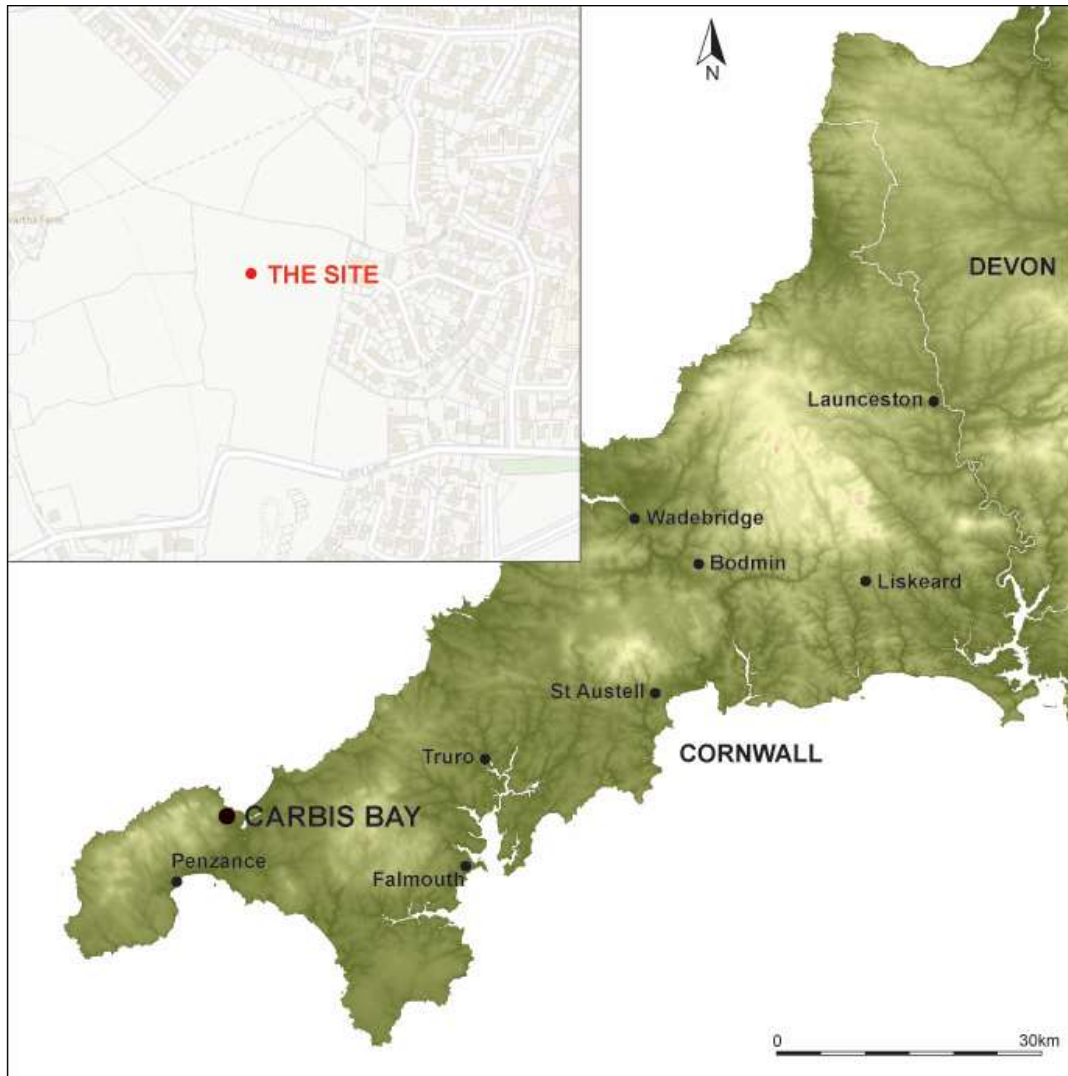 N
THE SITE
DEVON
Launceston
Wadebridge
Bodmin
Liskeard
St Austell
Truro
CORNWALL
CARBIS BAY
Penzance
Falmouth
0 30km